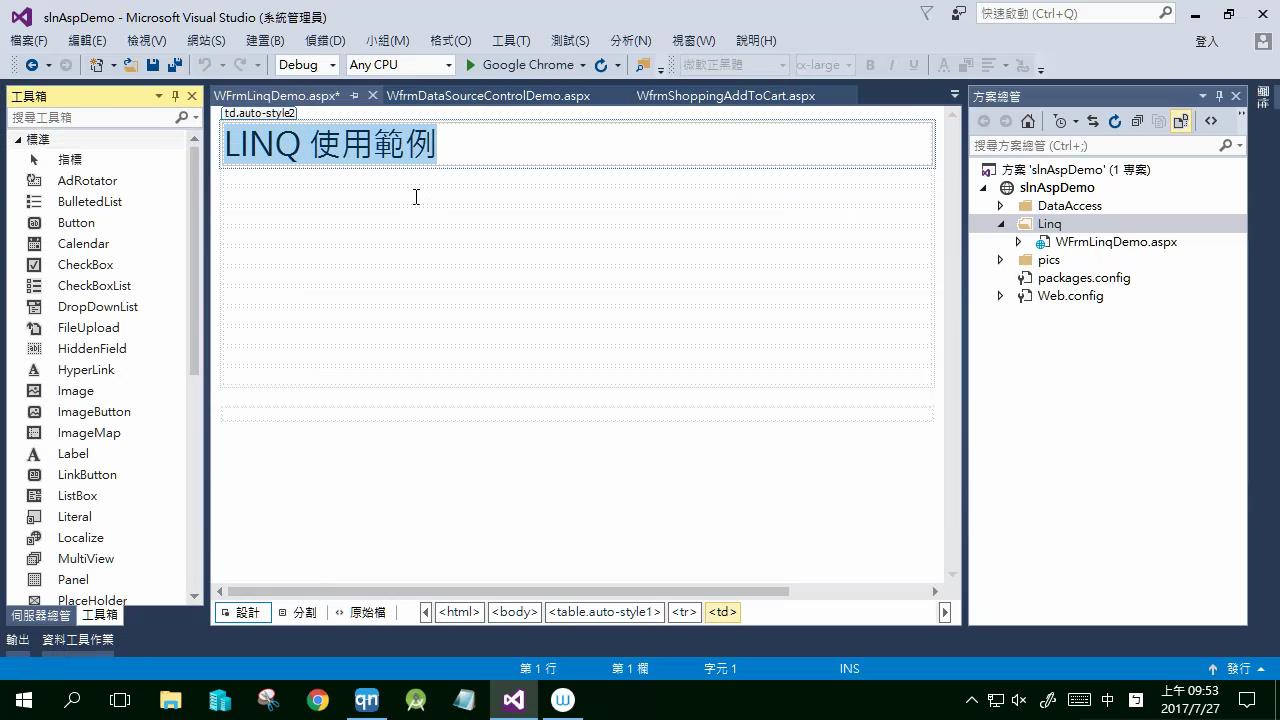 slnAspDemo - Microsoft Visual Studio (系統管理員)
快速啟動 (Ctrl+Q)
檔案(F) 編輯(E) 檢視(V) 網站(S) 建置(B) 偵錯(D) 小組(M) 格式(O) 工具(T) 測試(S) 分析(N) 視窗(W) 說明(H)
登入
Debug Any CPU Google Chrome 微軟正黑體 xx-large B I U
工具箱
搜尋工具箱
標準
指標
AdRotator
BulletedList
Button
Calendar
CheckBox
CheckBoxList
DropDownList
FileUpload
HiddenField
HyperLink
Image
ImageButton
ImageMap
Label
LinkButton
ListBox
Literal
Localize
MultiView
Panel
PlaceHolder
伺服器總管 工具箱
WFrmLinqDemo.aspx* WfrmDataSourceControlDemo.aspx WfrmShoppingAddToCart.aspx
td.auto-style2
LINQ 使用範例
設計 分割 原始檔 <html> <body> <table.auto-style1> <tr> <td>
方案總管
搜尋方案總管 (Ctrl+;)
方案 'slnAspDemo' (1 專案)
slnAspDemo
DataAccess
Linq
WFrmLinqDemo.aspx
pics
packages.config
Web.config
輸出 資料工具作業
第 1 行 第 1 欄 字元 1 INS 發行
qn W 中
上午 09:53
2017/7/27